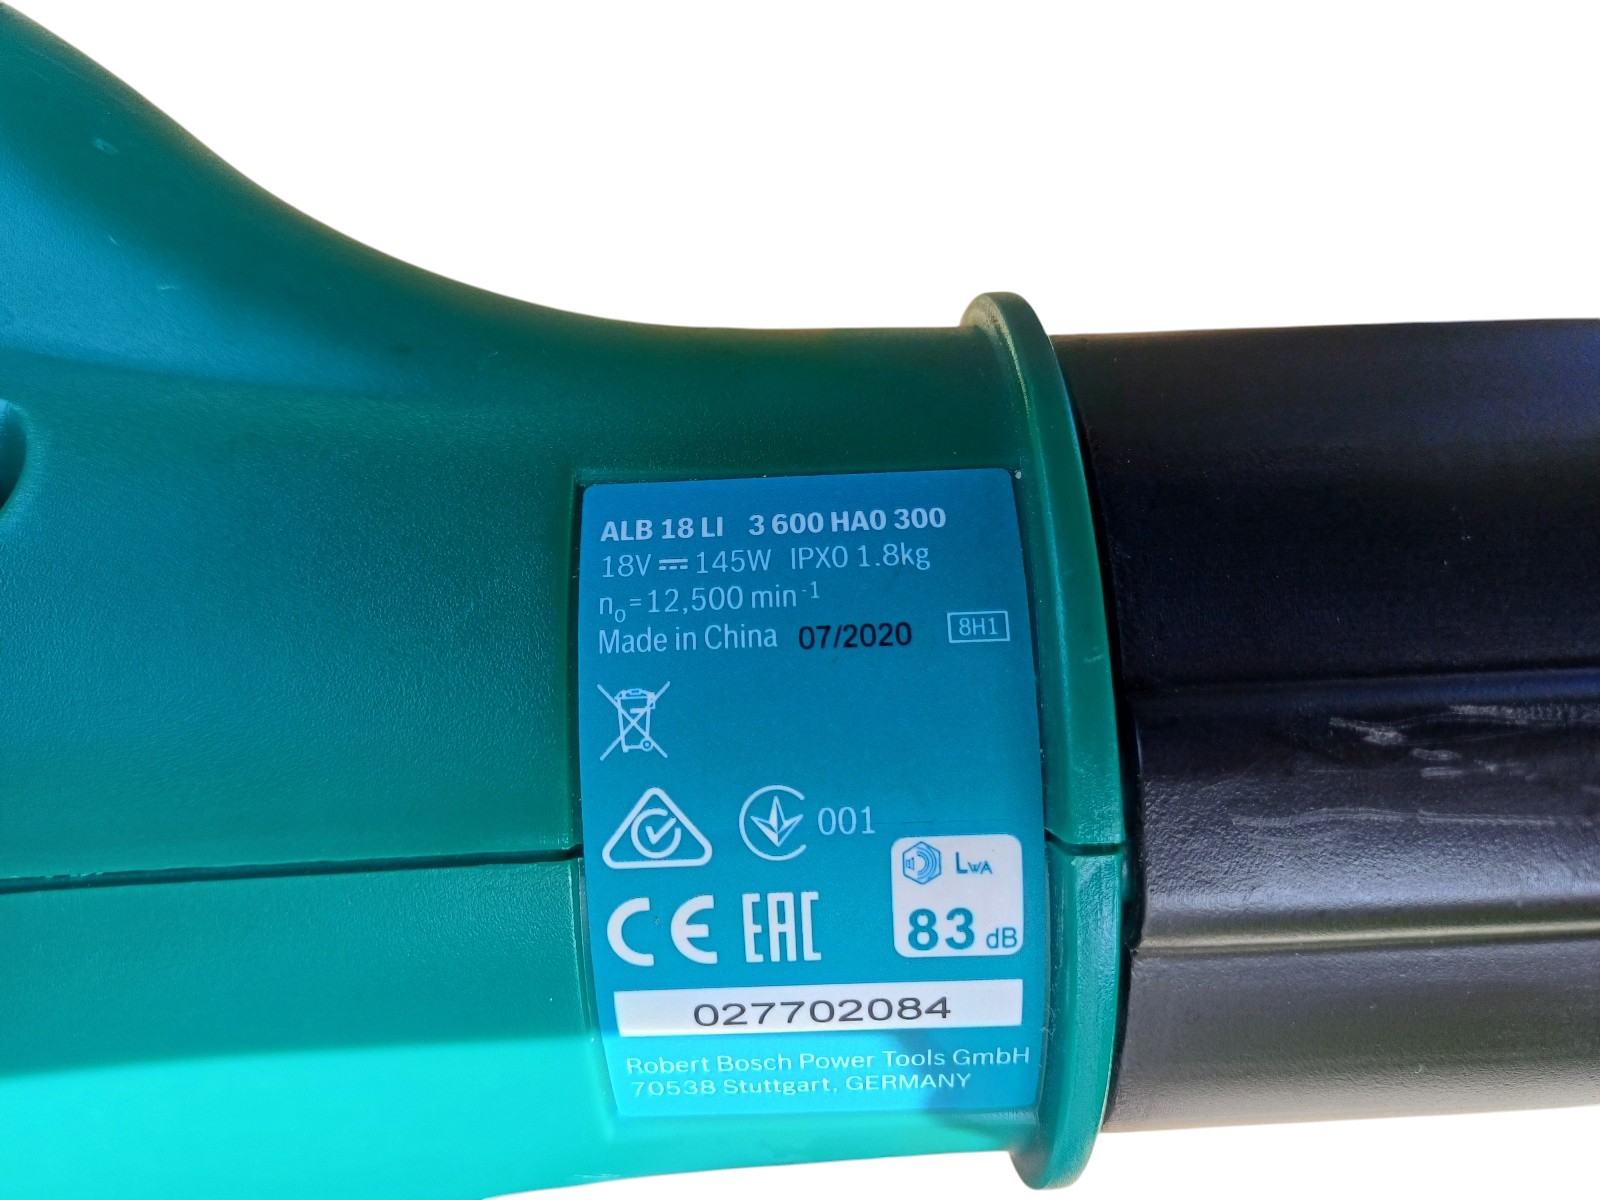 ALB 18 LI 3 600 HA0 300
18V ⎓ 145W IPX0 1.8kg
n₀=12,500 min⁻¹
Made in China 07/2020 8H1
001
LWA
CE EAC 83 dB
027702084
Robert Bosch Power Tools GmbH
70538 Stuttgart, GERMANY